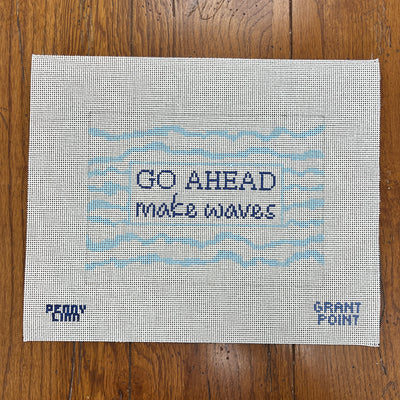 GO AHEAD
make waves
PENNY
LINN
GRANT
POINT